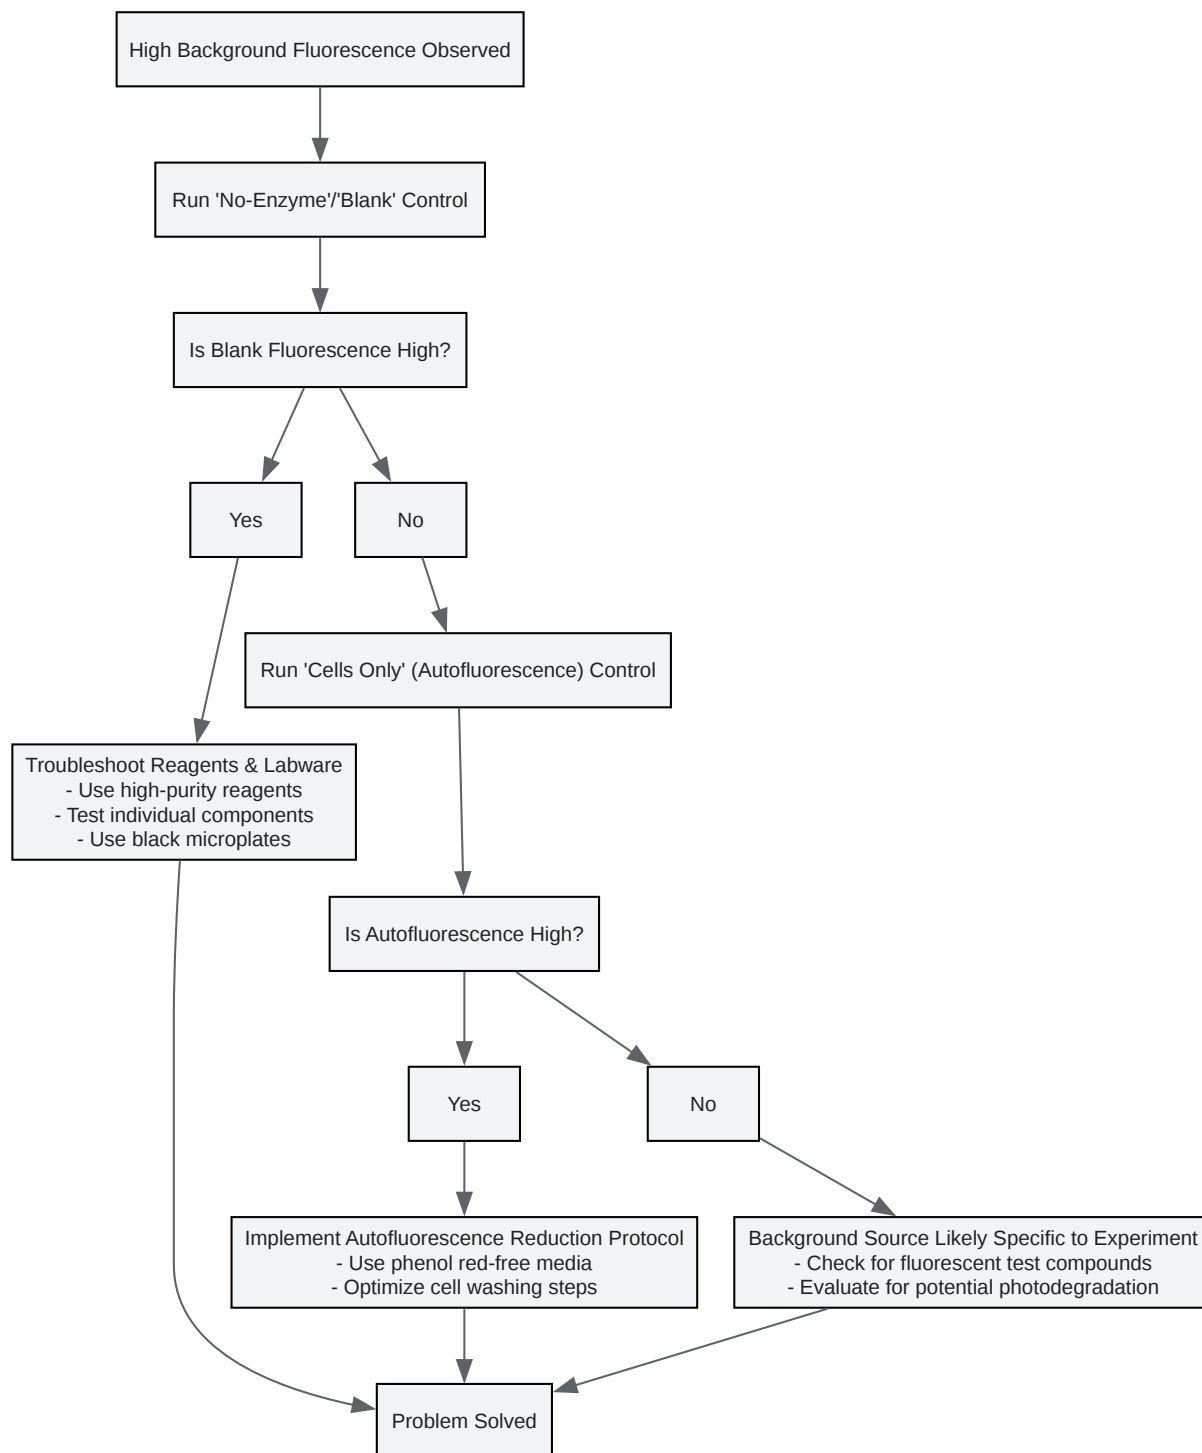 High Background Fluorescence Observed
Run 'No-Enzyme'/'Blank' Control
Is Blank Fluorescence High?
Yes
No
Run 'Cells Only' (Autofluorescence) Control
Troubleshoot Reagents & Labware
- Use high-purity reagents
- Test individual components
- Use black microplates
Is Autofluorescence High?
Yes
No
Implement Autofluorescence Reduction Protocol
- Use phenol red-free media
- Optimize cell washing steps
Background Source Likely Specific to Experiment
- Check for fluorescent test compounds
- Evaluate for potential photodegradation
Problem Solved